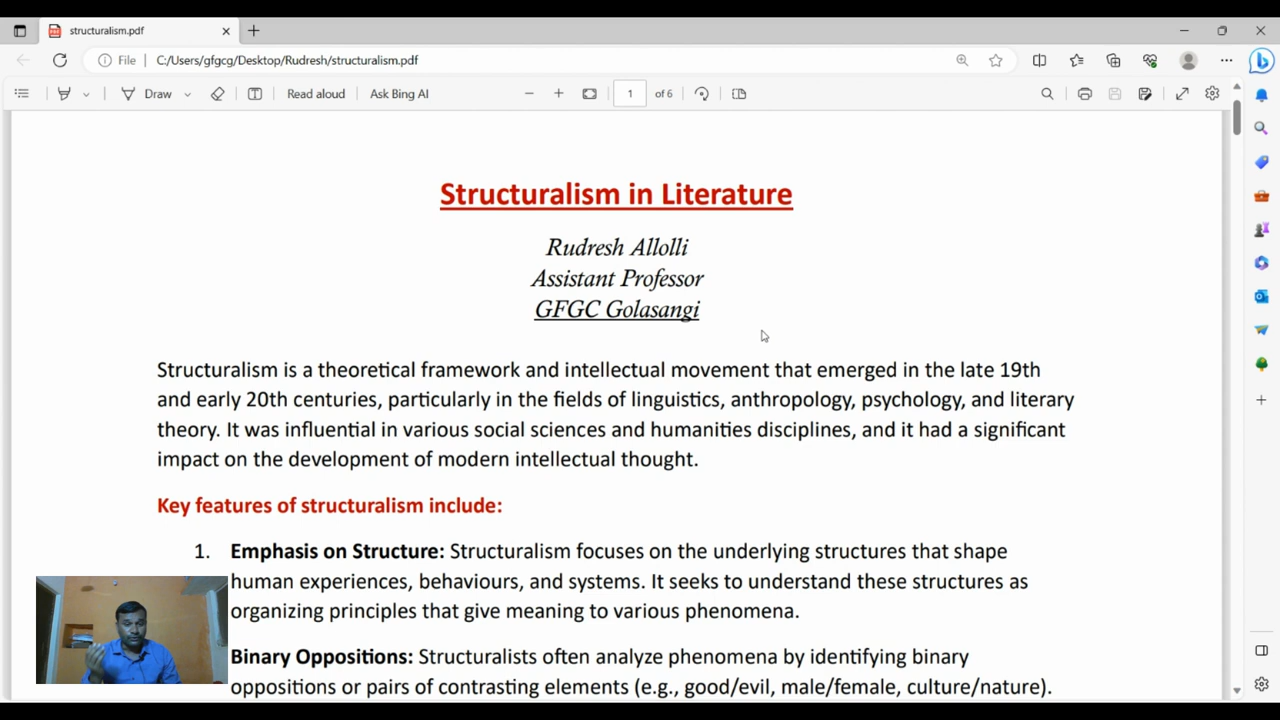 structuralism.pdf
File
C:/Users/gfgcg/Desktop/Rudresh/structuralism.pdf
Draw
Read aloud
Ask Bing AI
1
of 6
Structuralism in Literature
Rudresh Allolli
Assistant Professor
GFGC Golasangi
Structuralism is a theoretical framework and intellectual movement that emerged in the late 19th
and early 20th centuries, particularly in the fields of linguistics, anthropology, psychology, and literary
theory. It was influential in various social sciences and humanities disciplines, and it had a significant
impact on the development of modern intellectual thought.
Key features of structuralism include:
1. Emphasis on Structure: Structuralism focuses on the underlying structures that shape
human experiences, behaviours, and systems. It seeks to understand these structures as
organizing principles that give meaning to various phenomena.
Binary Oppositions: Structuralists often analyze phenomena by identifying binary
oppositions or pairs of contrasting elements (e.g., good/evil, male/female, culture/nature).